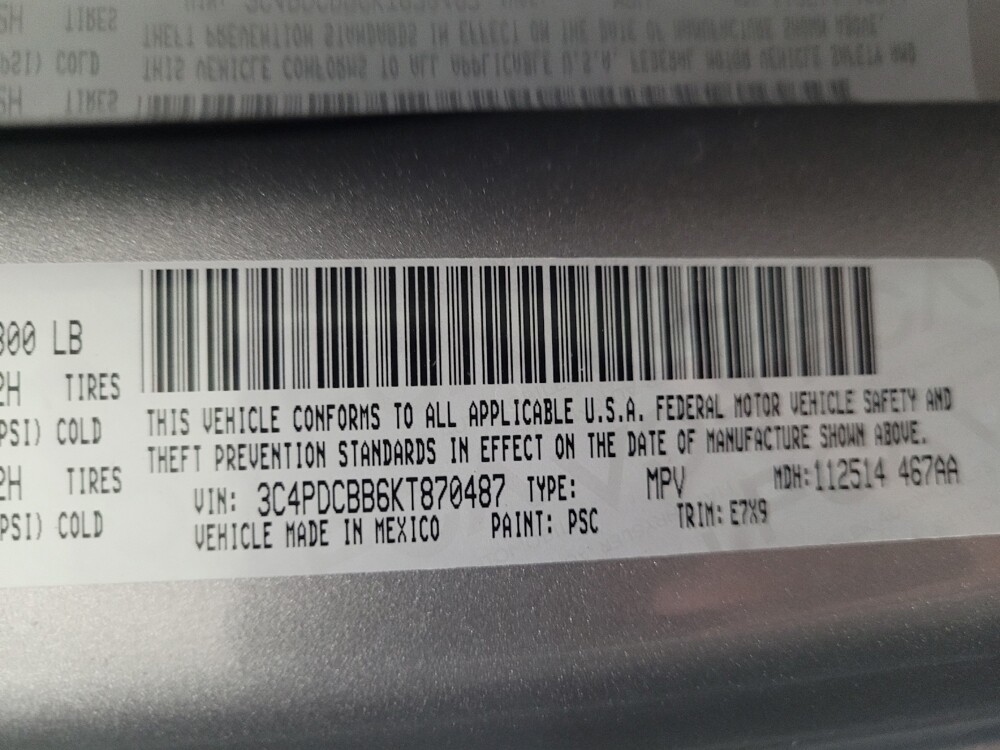 800 LB
2H TIRES
PSI) COLD
2H TIRES
PSI) COLD
THIS VEHICLE CONFORMS TO ALL APPLICABLE U.S.A. FEDERAL MOTOR VEHICLE SAFETY AND
THEFT PREVENTION STANDARDS IN EFFECT ON THE DATE OF MANUFACTURE SHOWN ABOVE.
VIN: 3C4PDCBB6KT870487 TYPE: MPV MDH: 112514 467AA
VEHICLE MADE IN MEXICO PAINT: PSC TRIM: E7X9